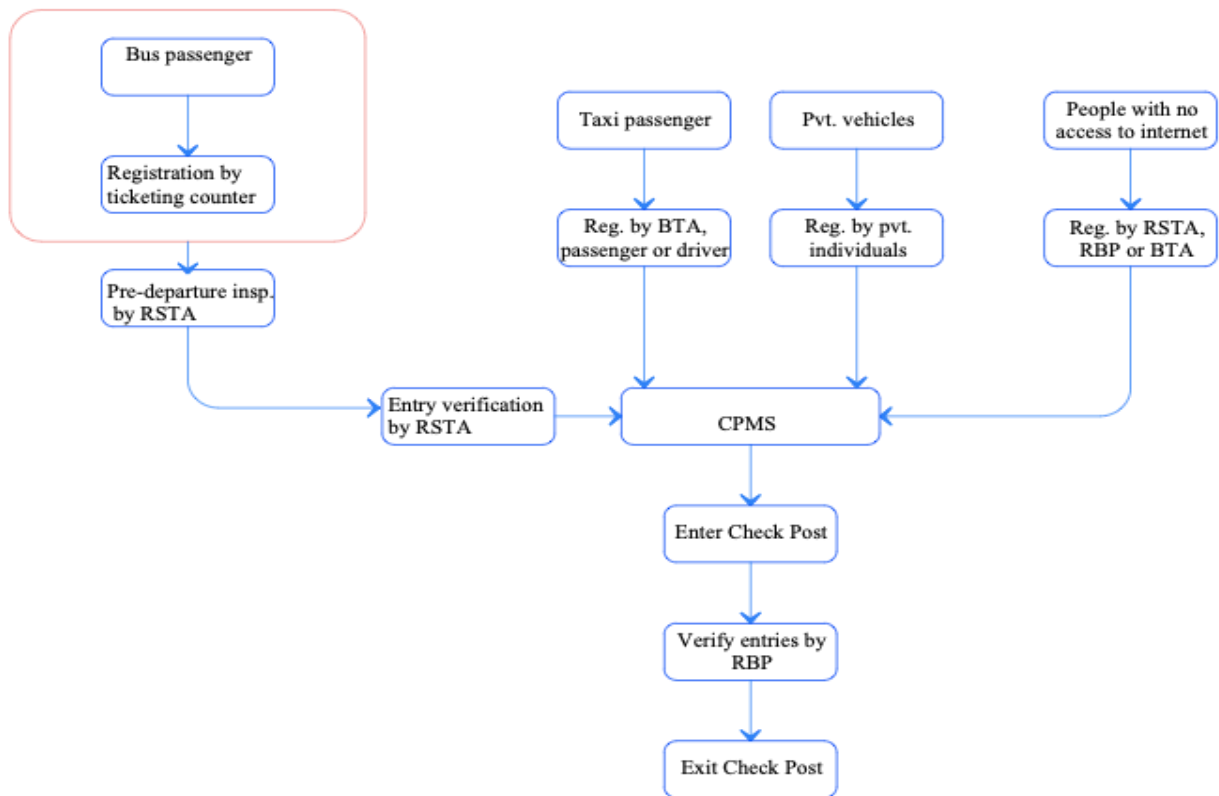 Bus passenger
Registration by
ticketing counter
Pre-departure insp.
by RSTA
Entry verification
by RSTA
Taxi passenger
Reg. by BTA,
passenger or driver
Pvt. vehicles
Reg. by pvt.
individuals
People with no
access to internet
Reg. by RSTA,
RBP or BTA
CPMS
Enter Check Post
Verify entries by
RBP
Exit Check Post